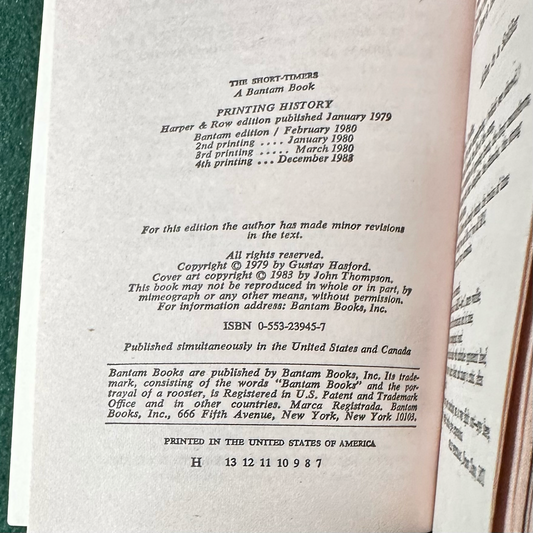 THE SHORT-TIMERS
A Bantam Book
PRINTING HISTORY
Harper & Row edition published January 1979
Bantam edition / February 1980
2nd printing .... January 1980
3rd printing ..... March 1980
4th printing ... December 1983
For this edition the author has made minor revisions
in the text.
All rights reserved.
Copyright © 1979 by Gustav Hasford.
Cover art copyright © 1983 by John Thompson.
This book may not be reproduced in whole or in part, by
mimeograph or any other means, without permission.
For information address: Bantam Books, Inc.
ISBN 0-553-23945-7
Published simultaneously in the United States and Canada
Bantam Books are published by Bantam Books, Inc. Its trade-
mark, consisting of the words "Bantam Books" and the por-
trayal of a rooster, is Registered in U.S. Patent and Trademark
Office and in other countries. Marca Registrada. Bantam
Books, Inc., 666 Fifth Avenue, New York, New York 10103.
PRINTED IN THE UNITED STATES OF AMERICA
H 13 12 11 10 9 8 7